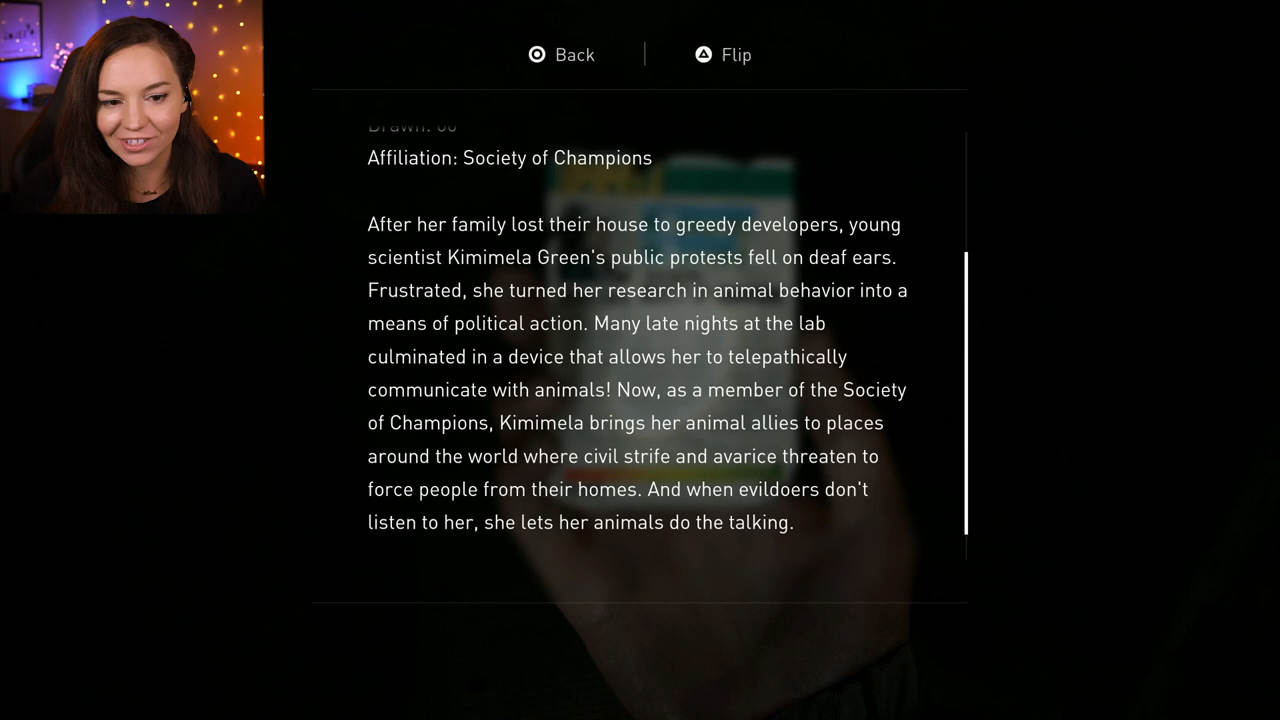 Back
Flip
Affiliation: Society of Champions
After her family lost their house to greedy developers, young
scientist Kimimela Green's public protests fell on deaf ears.
Frustrated, she turned her research in animal behavior into a
means of political action. Many late nights at the lab
culminated in a device that allows her to telepathically
communicate with animals! Now, as a member of the Society
of Champions, Kimimela brings her animal allies to places
around the world where civil strife and avarice threaten to
force people from their homes. And when evildoers don't
listen to her, she lets her animals do the talking.